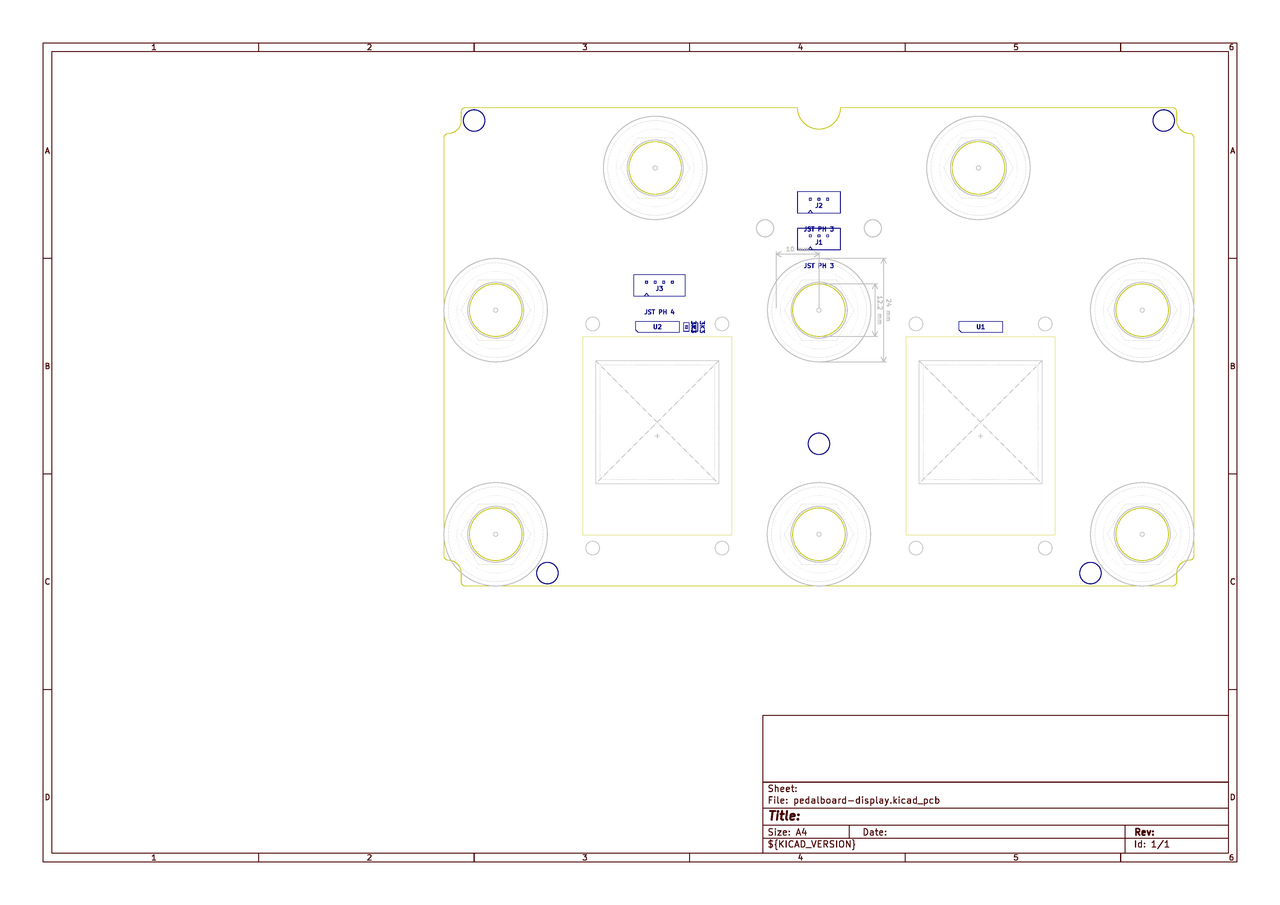 1 2 3 4 5 6
A A
J2
JST PH 3
J1
JST PH 3
24 mm
12.2 mm
J3
JST PH 4
U2
U1
B B
C C
D D
Sheet:
File: pedalboard-display.kicad_pcb
Title:
Size: A4 Date: Rev:
${KICAD_VERSION} Id: 1/1
1 2 3 4 5 6